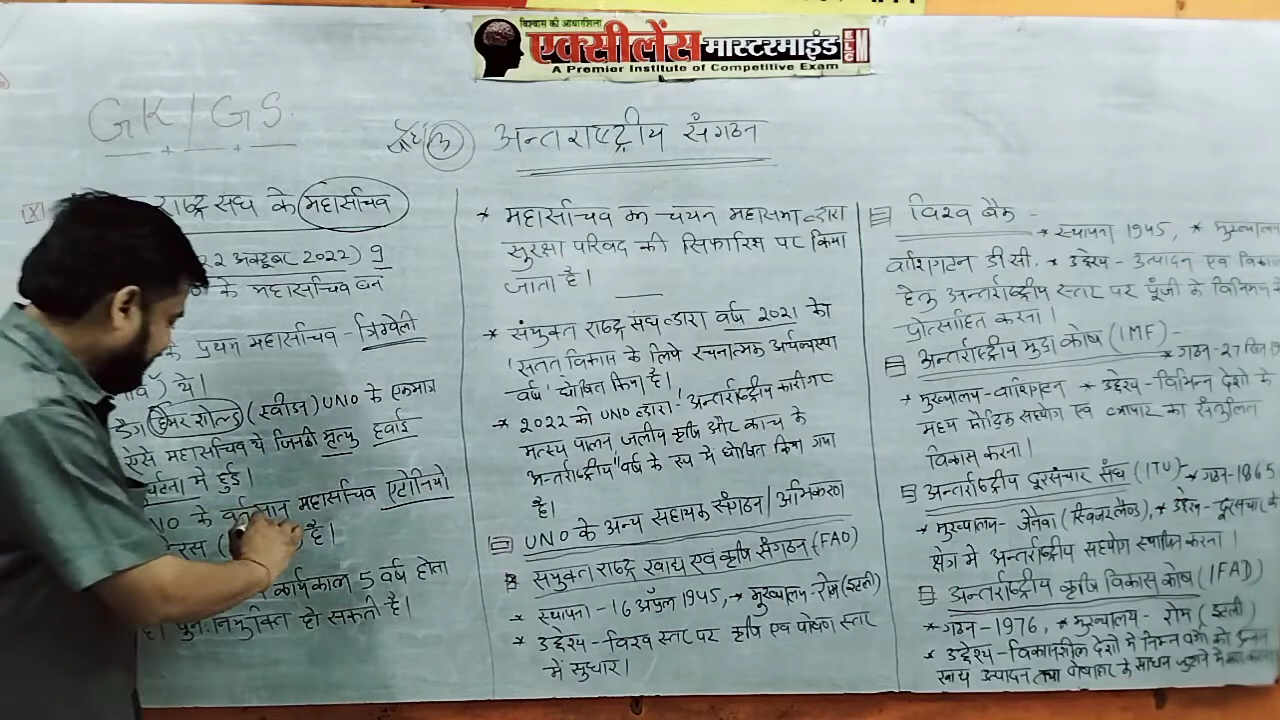 विश्वास की आधारशिला
एक्सीलेंस मास्टरमाइंड ELC
A Premier Institute of Competitive Exam
GK/GS.
③ अन्तराष्ट्रीय संगठन
राष्ट्र संघ के महासचिव
22 अक्टूबर 2022) 9
के महासचिव बने
के प्रथम महासचिव - त्रिग्वेली
थे।
डैग हैमर शोल्ड (स्वीडन) UNO के एकमात्र
ऐसे महासचिव थे जिनकी मृत्यु हवाई
में हुई।
के वर्तमान महासचिव एंटोनियो
है।
कार्यकाल 5 वर्ष होता
है। पुनः नियुक्ति हो सकती है।
* महासचिव का चयन महासभा द्वारा
सुरक्षा परिषद की सिफारिश पर किया
जाता है।
* संयुक्त राष्ट्र संघ द्वारा वर्ष 2021 को
'सतत विकास के लिये रचनात्मक अर्थव्यवस्था
वर्ष' घोषित किया है।
* 2022 को UNO द्वारा - 'अन्तर्राष्ट्रीय कारीगर
मत्स्य पालन, जलीय कृषि और कांच के
अन्तर्राष्ट्रीय" वर्ष के रूप में घोषित किया गया
है।
UNO के अन्य सहायक संगठन/अभिकरण
संयुक्त राष्ट्र खाद्य एवं कृषि संगठन (FAO)
* स्थापना - 16 अप्रैल 1945, → मुख्यालय - रोम (इटली)
* उद्देश्य - विश्व स्तर पर कृषि एवं पोषण स्तर
में सुधार।
विश्व बैंक -
* स्थापना 1945, * मुख्यालय
वाशिंगटन डी.सी. * उद्देश्य - उत्पादन एवं विकास
हेतु अन्तर्राष्ट्रीय स्तर पर पूँजी के विनियोग
प्रोत्साहित करना।
अन्तर्राष्ट्रीय मुद्रा कोष (IMF) -
* गठन - 27
* मुख्यालय - वाशिंगटन * उद्देश्य - विभिन्न देशों के
मध्य मौद्रिक सहयोग एवं व्यापार का संतुलित
विकास करना।
अन्तर्राष्ट्रीय दूरसंचार संघ (ITU) - * गठन - 1865
* मुख्यालय - जेनेवा (स्विजरलैण्ड), * उद्देश्य - दूरसंचार के
क्षेत्र में अन्तर्राष्ट्रीय सहयोग स्थापित करना।
अन्तर्राष्ट्रीय कृषि विकास कोष (IFAD)
* गठन - 1976, * मुख्यालय - रोम (इटली)
* उद्देश्य - विकासशील देशों में निम्न वर्गों को
खाद्य उत्पादन तथा पोषाहार के साधन जुटाने में